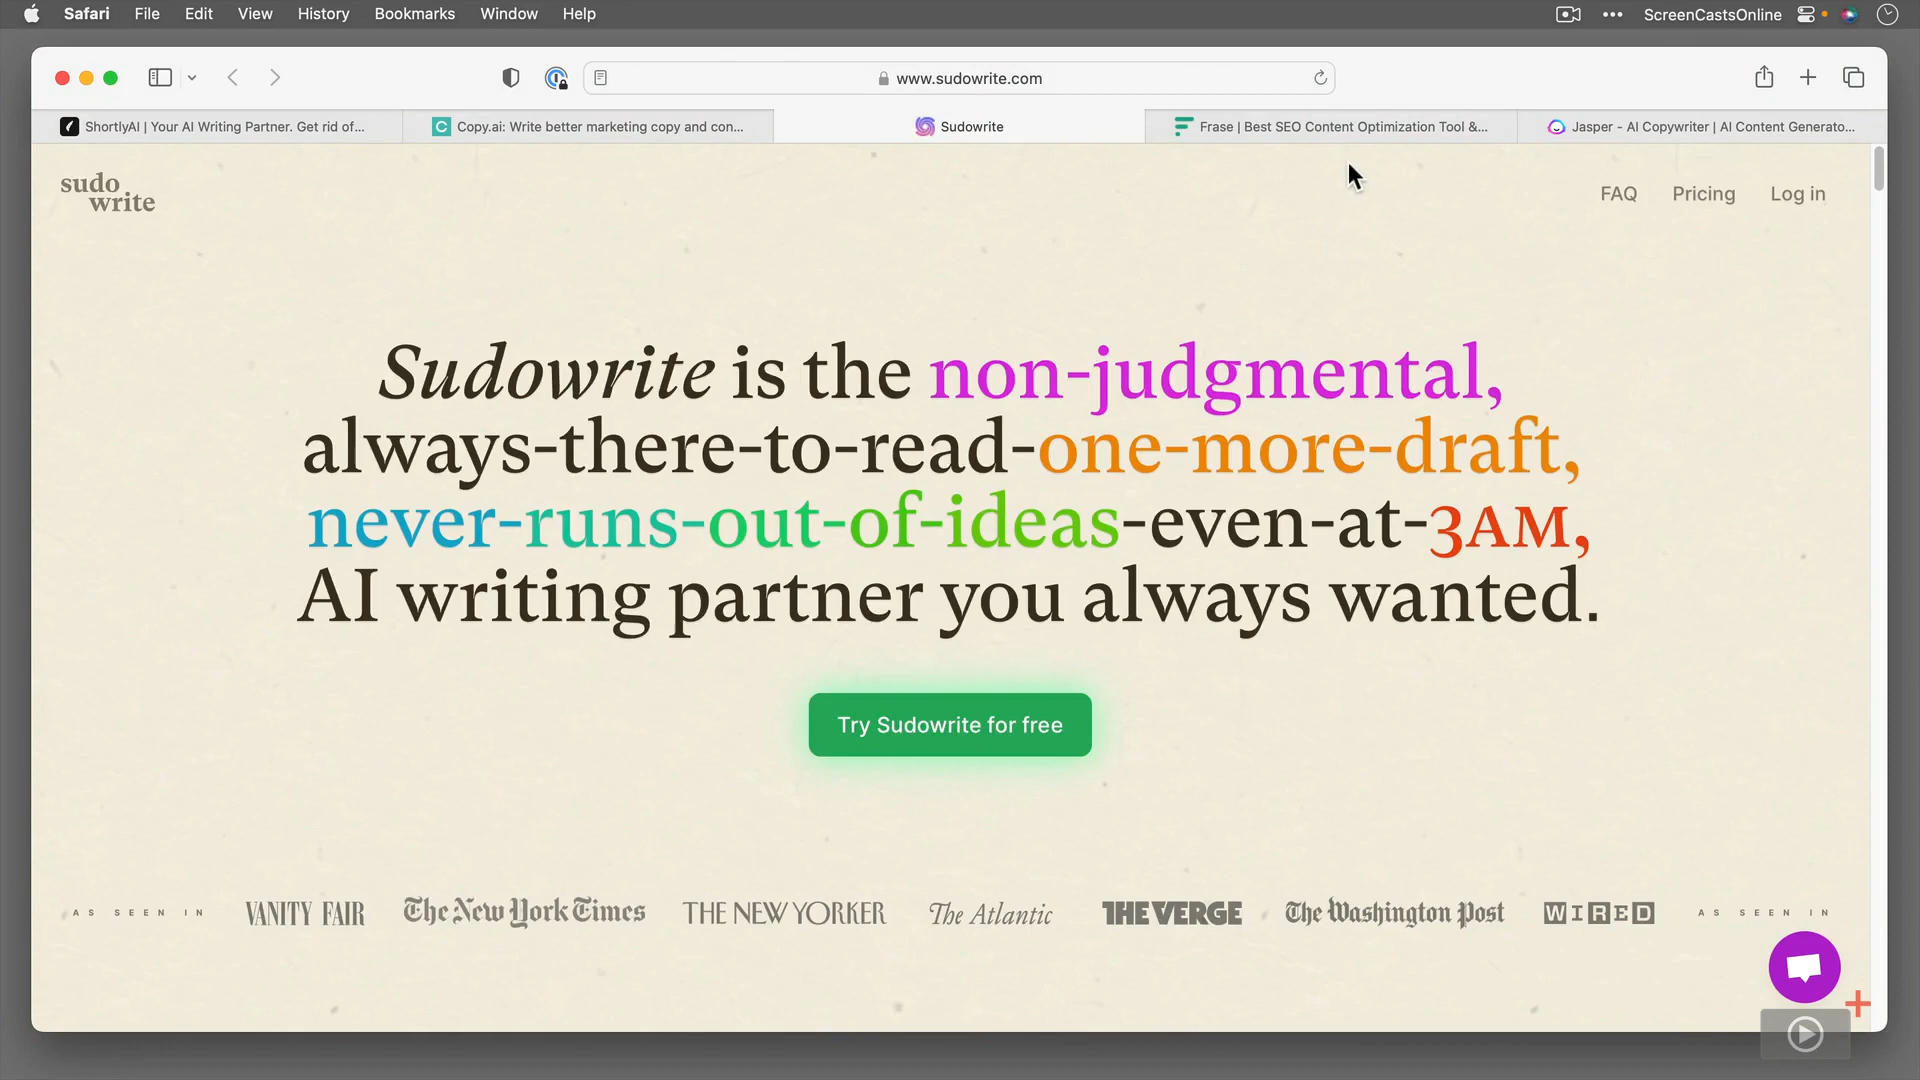 Safari File Edit View History Bookmarks Window Help ScreenCastsOnline
www.sudowrite.com
ShortlyAI | Your AI Writing Partner. Get rid of...
Copy.ai: Write better marketing copy and con...
Sudowrite
Frase | Best SEO Content Optimization Tool &...
Jasper - AI Copywriter | AI Content Generato...
sudo
write
FAQ Pricing Log in
Sudowrite is the non-judgmental,
always-there-to-read-one-more-draft,
never-runs-out-of-ideas-even-at-3AM,
AI writing partner you always wanted.
Try Sudowrite for free
AS SEEN IN VANITY FAIR The New York Times THE NEW YORKER The Atlantic THE VERGE The Washington Post WIRED AS SEEN IN